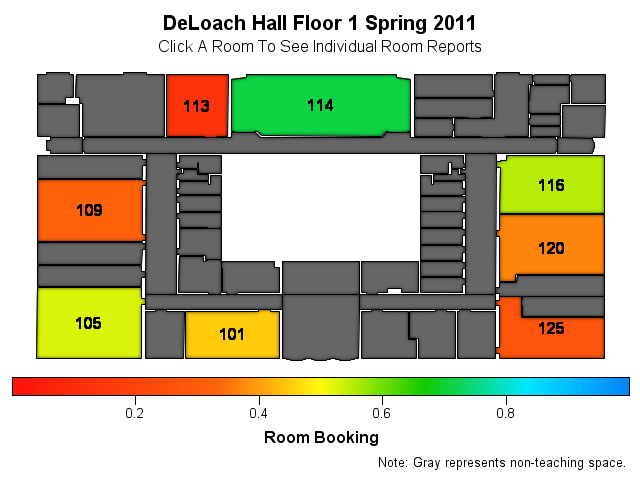 DeLoach Hall Floor 1 Spring 2011
Click A Room To See Individual Room Reports
113
114
109
116
120
105
101
125
0.2 0.4 0.6 0.8
Room Booking
Note: Gray represents non-teaching space.